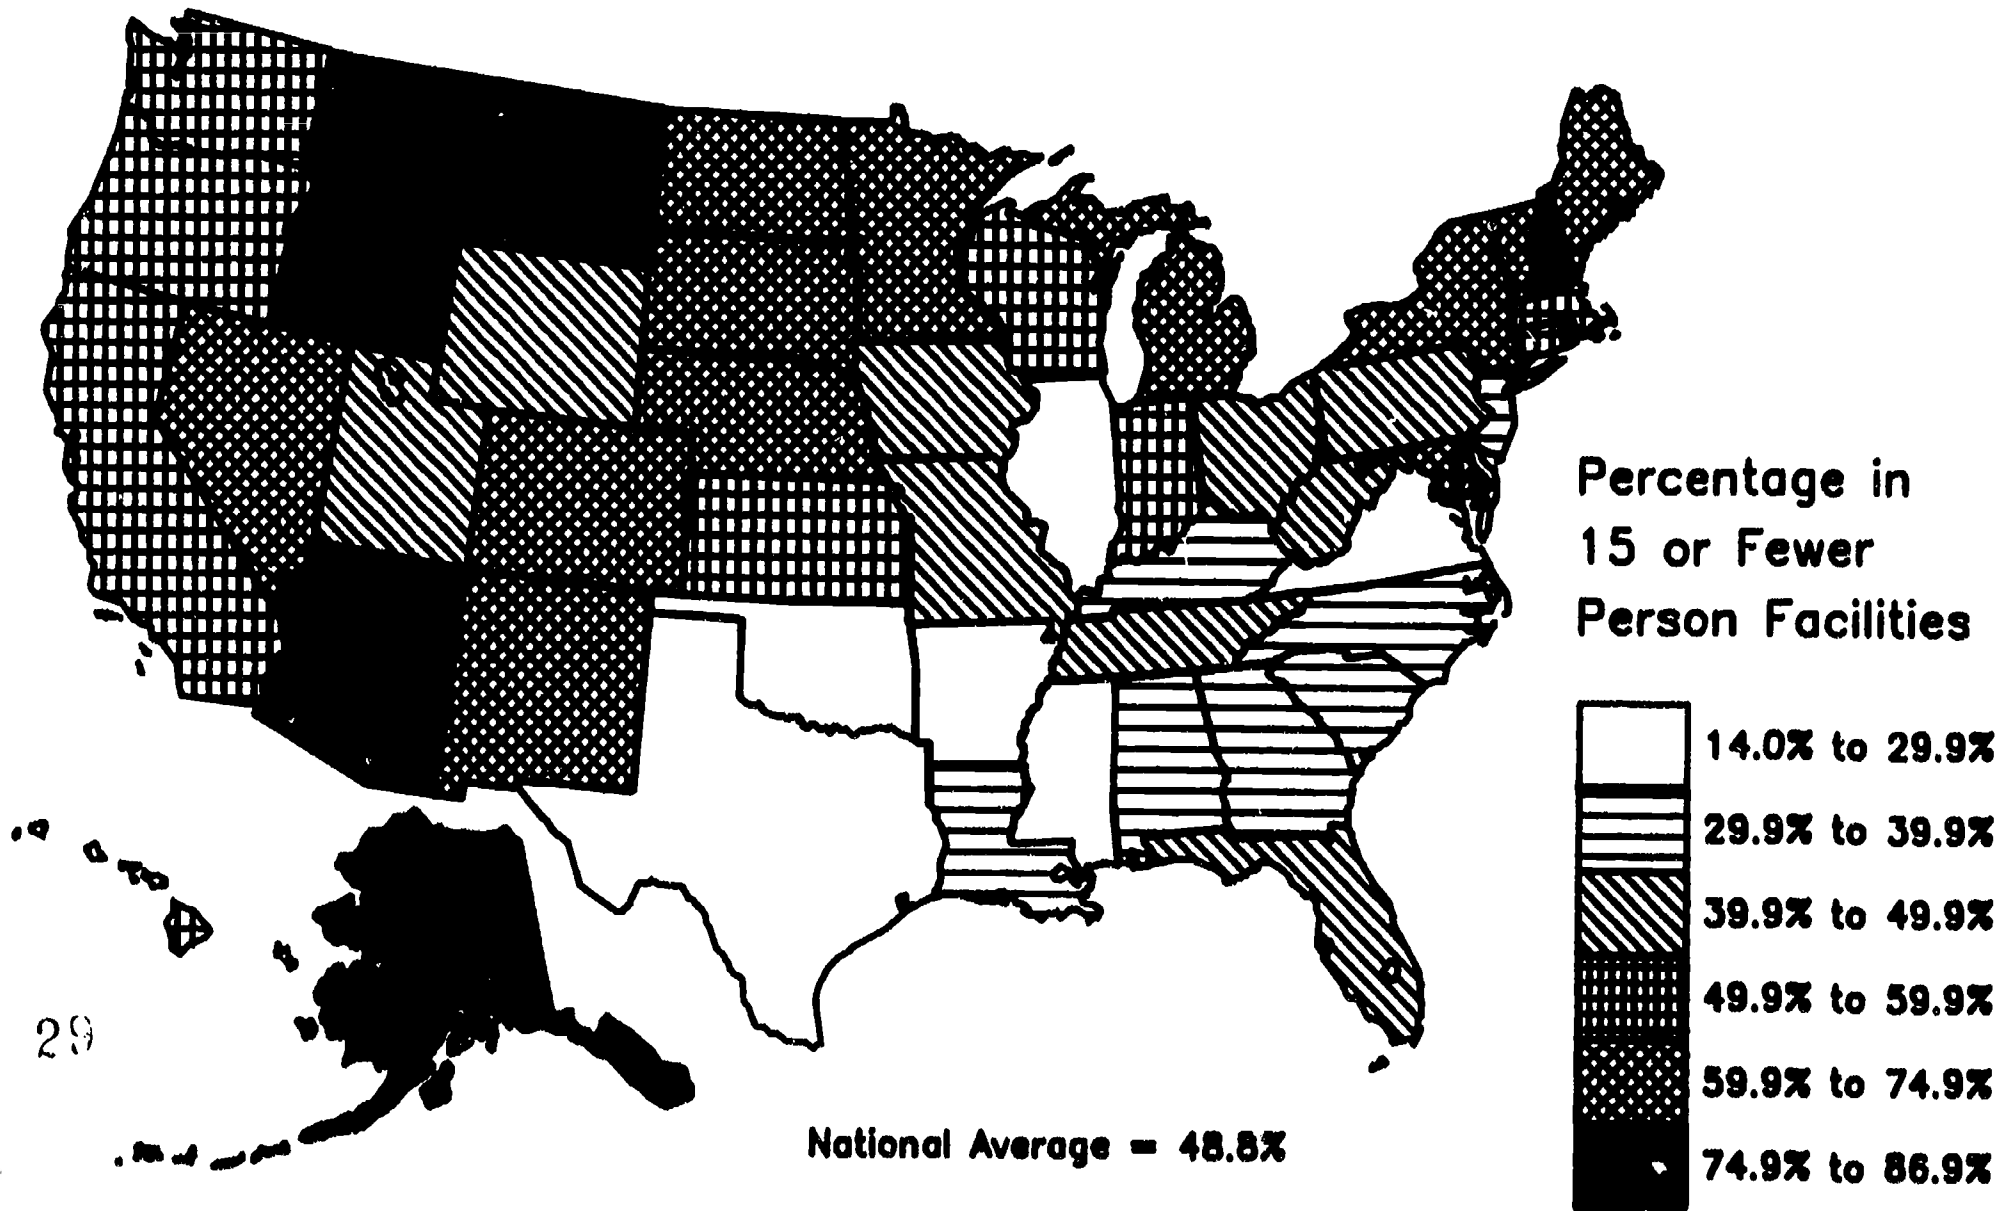 Percentage in
15 or Fewer
Person Facilities
14.0% to 29.9%
29.9% to 39.9%
39.9% to 49.9%
49.9% to 59.9%
59.9% to 74.9%
74.9% to 86.9%
29
National Average = 48.8%